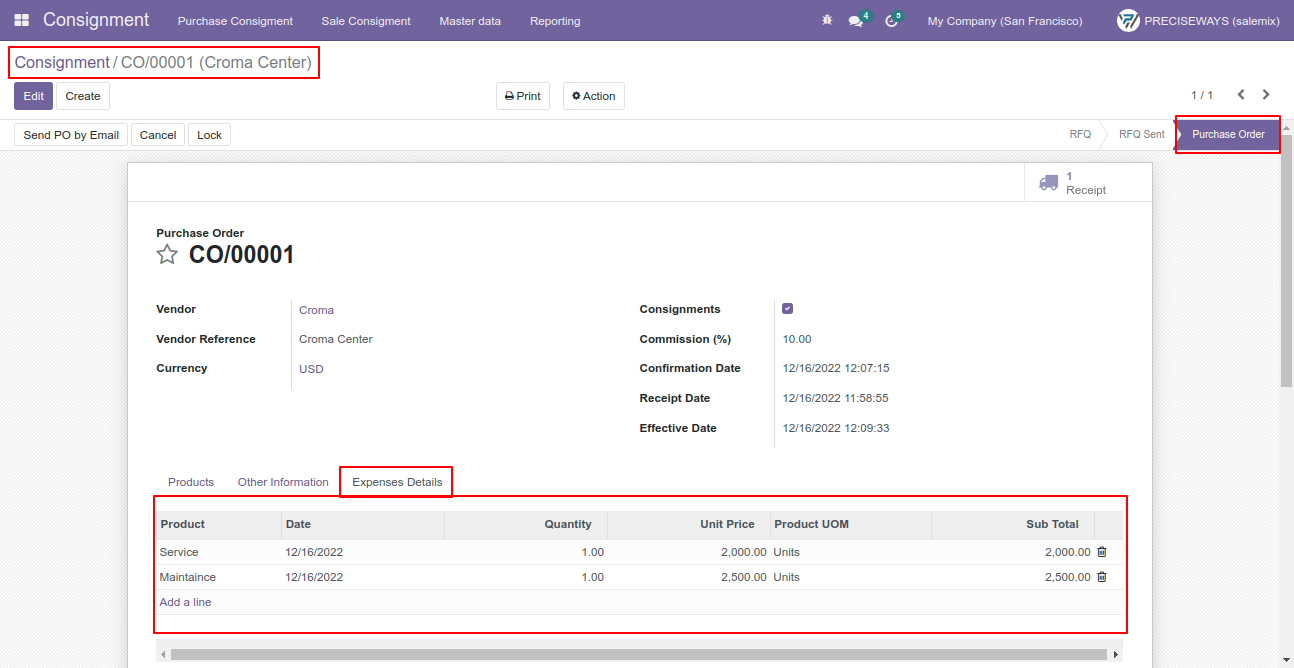 Consignment Purchase Consigment Sale Consigment Master data Reporting 4 5 My Company (San Francisco) PRECISEWAYS (salemix)
Consignment / CO/00001 (Croma Center)
Edit Create Print Action 1 / 1
Send PO by Email Cancel Lock RFQ RFQ Sent Purchase Order
1
Receipt
Purchase Order
CO/00001
Vendor Croma
Vendor Reference Croma Center
Currency USD
Consignments
Commission (%) 10.00
Confirmation Date 12/16/2022 12:07:15
Receipt Date 12/16/2022 11:58:55
Effective Date 12/16/2022 12:09:33
Products Other Information Expenses Details
Product Date Quantity Unit Price Product UOM Sub Total
Service 12/16/2022 1.00 2,000.00 Units 2,000.00
Maintaince 12/16/2022 1.00 2,500.00 Units 2,500.00
Add a line